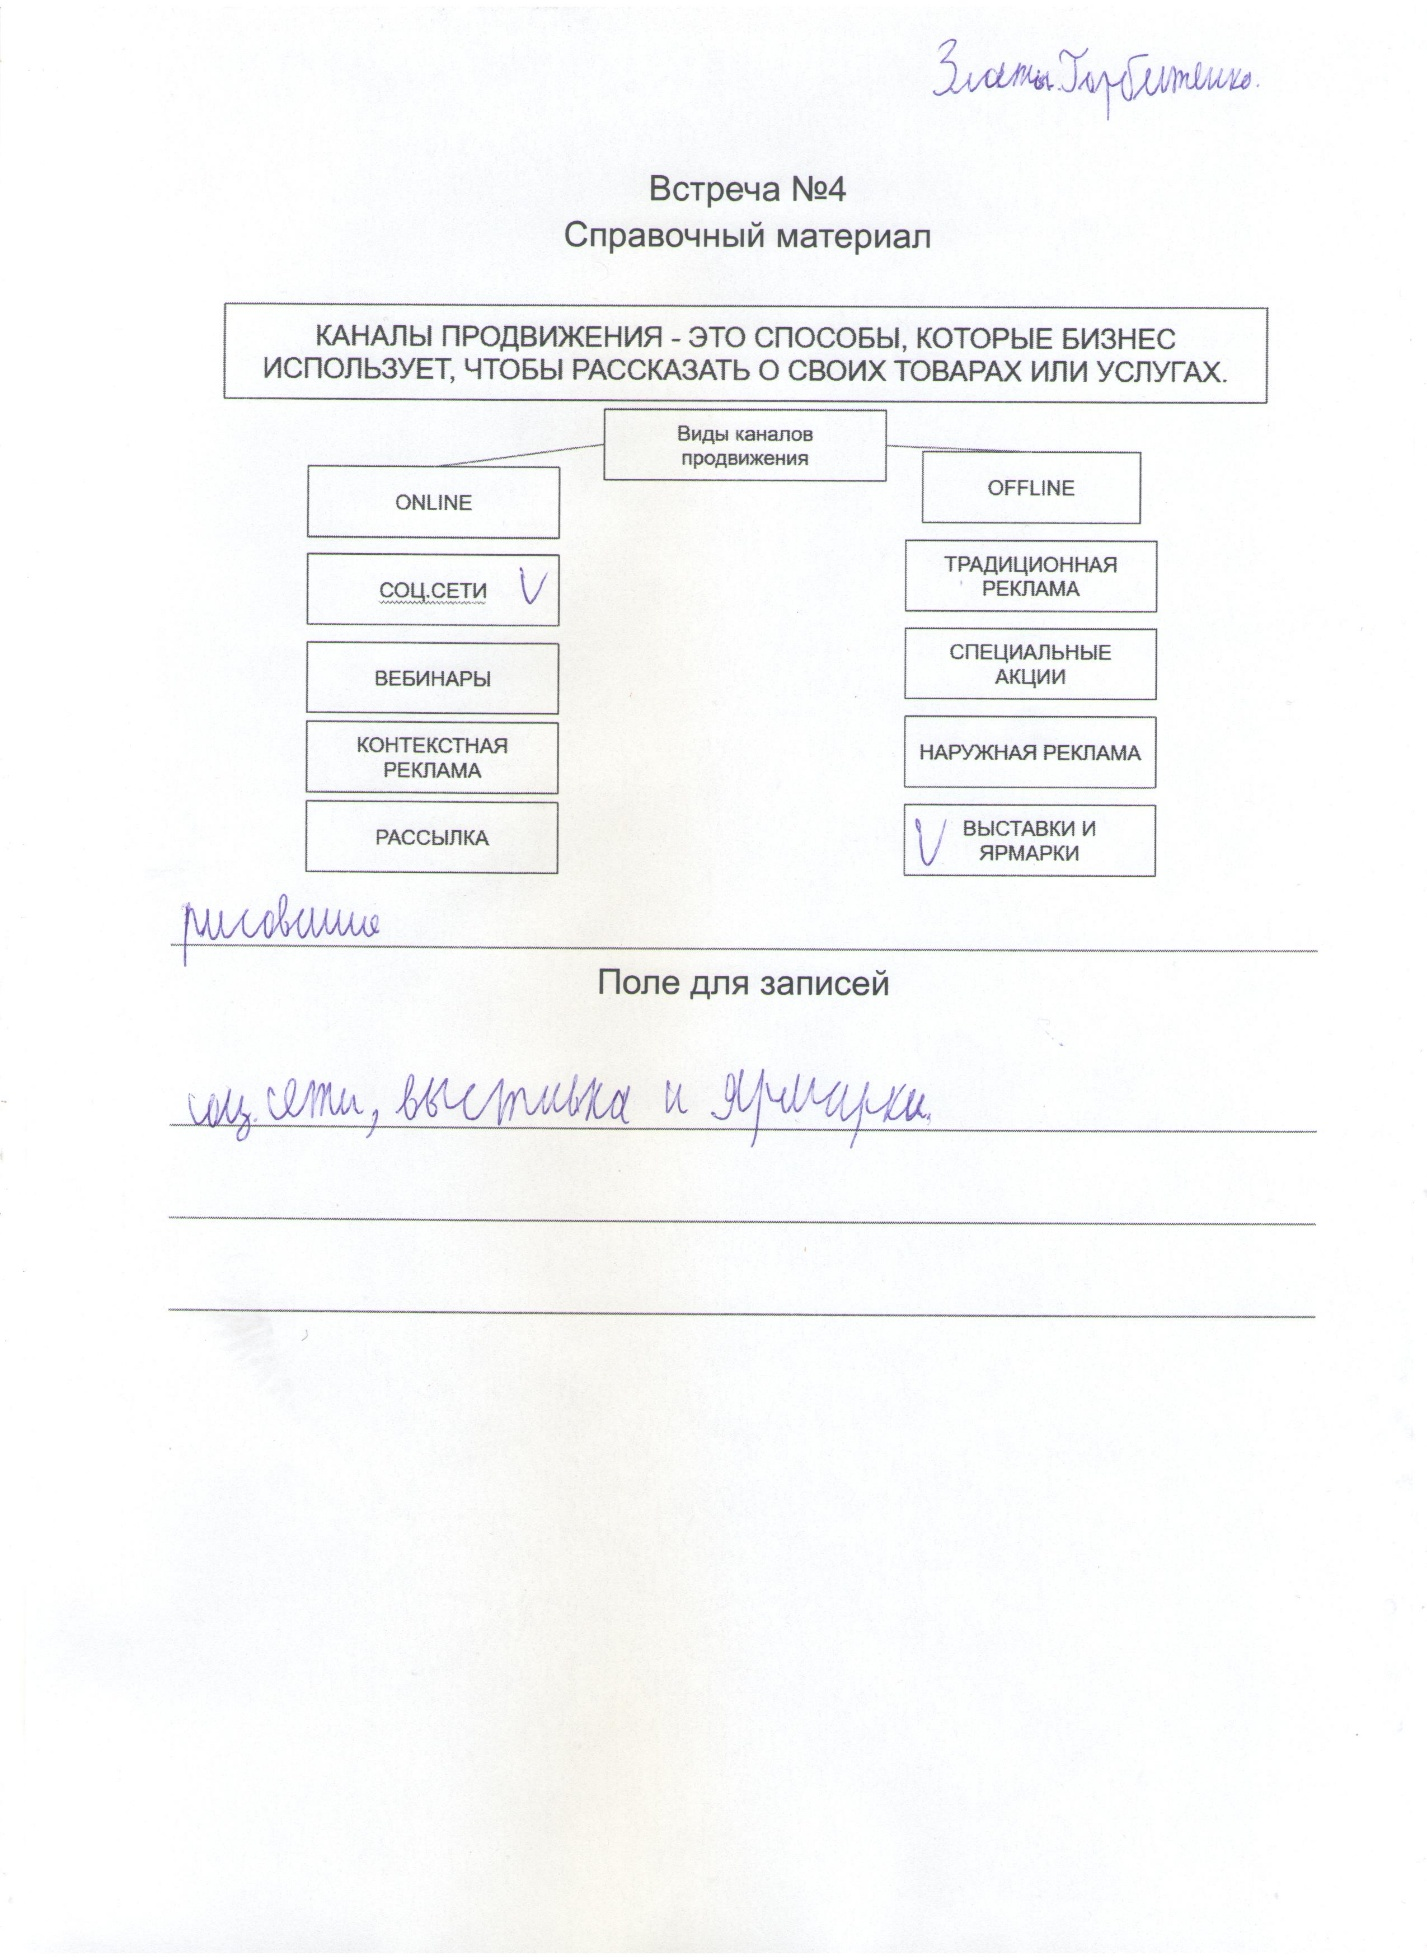 Златы
Встреча №4
Справочный материал
КАНАЛЫ ПРОДВИЖЕНИЯ - ЭТО СПОСОБЫ, КОТОРЫЕ БИЗНЕС
ИСПОЛЬЗУЕТ, ЧТОБЫ РАССКАЗАТЬ О СВОИХ ТОВАРАХ ИЛИ УСЛУГАХ.
Виды каналов
продвижения
ONLINE
СОЦ.СЕТИ V
ВЕБИНАРЫ
КОНТЕКСТНАЯ
РЕКЛАМА
РАССЫЛКА
OFFLINE
ТРАДИЦИОННАЯ
РЕКЛАМА
СПЕЦИАЛЬНЫЕ
АКЦИИ
НАРУЖНАЯ РЕКЛАМА
V ВЫСТАВКИ И
ЯРМАРКИ
рисование
Поле для записей
соц. сети, выставка и ярмарки.